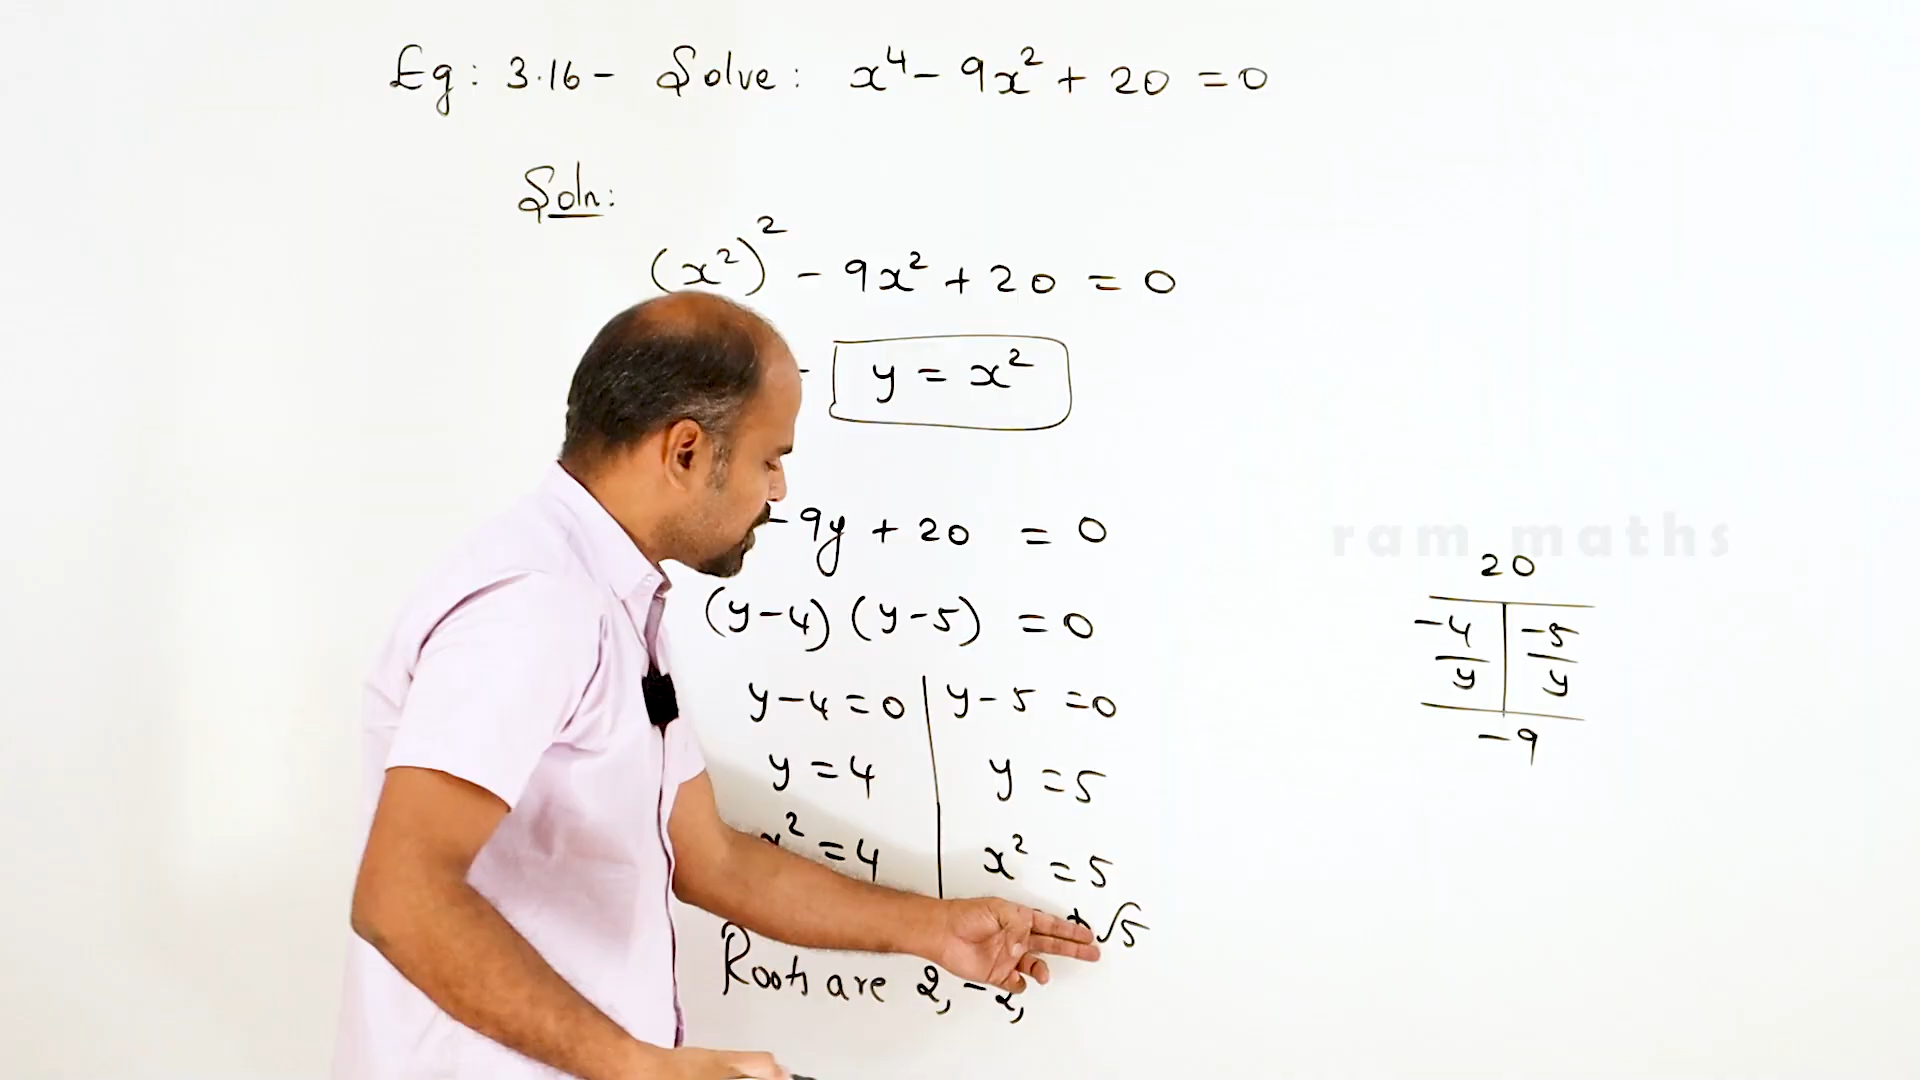 Eg: 3.16 - Solve: x⁴ - 9x² + 20 = 0
Soln:
(x²)² - 9x² + 20 = 0
y = x²
- 9y + 20 = 0
(y-4) (y-5) = 0
y-4=0 | y-5=0
y=4 | y=5
x²=4 | x²=5
√5
Roots are 2, -2,
ram maths
20
-4/y | -5/y
-9